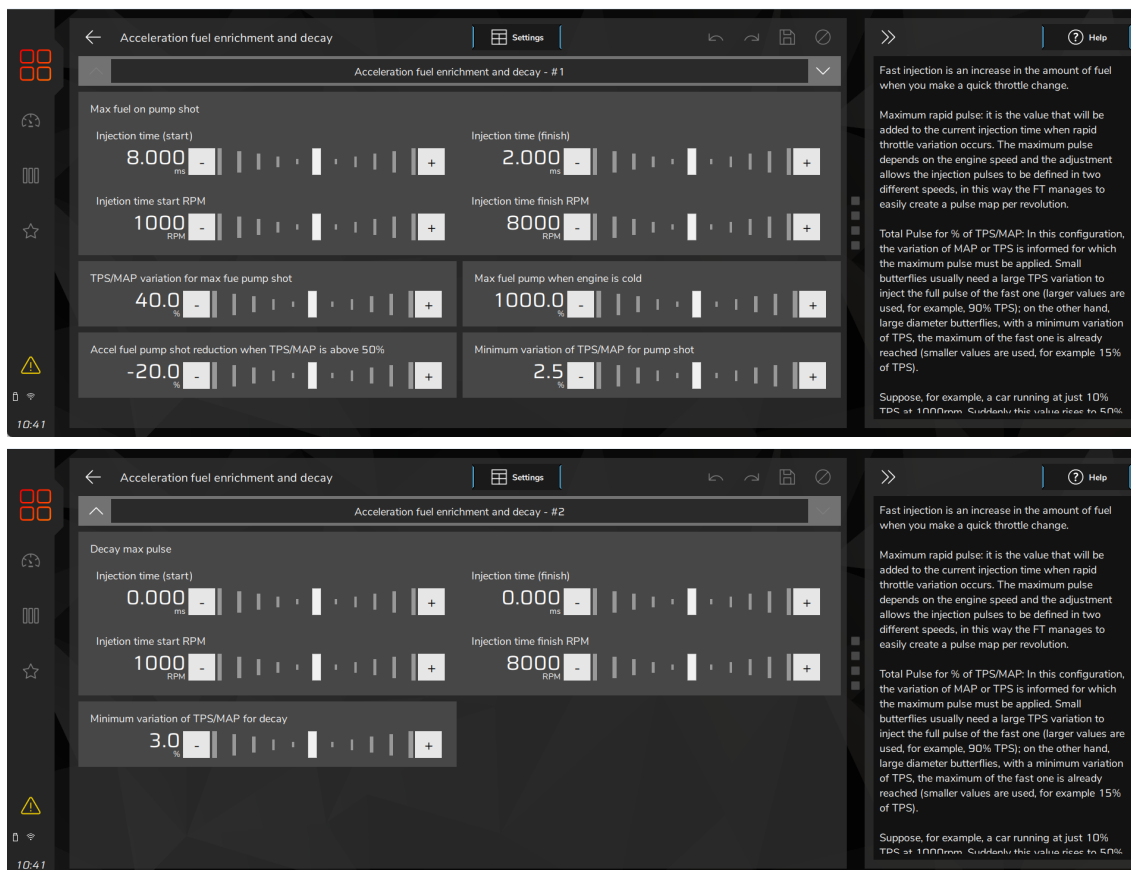 Acceleration fuel enrichment and decay
Settings
Help
Acceleration fuel enrichment and decay - #1
Max fuel on pump shot
Injection time (start)
8.000
ms
-
+
Injection time (finish)
2.000
ms
-
+
Injetion time start RPM
1000
RPM
-
+
Injection time finish RPM
8000
RPM
-
+
TPS/MAP variation for max fue pump shot
40.0
%
-
+
Max fuel pump when engine is cold
1000.0
%
-
+
Accel fuel pump shot reduction when TPS/MAP is above 50%
-20.0
%
-
+
Minimum variation of TPS/MAP for pump shot
2.5
%
-
+
10:41
Fast injection is an increase in the amount of fuel
when you make a quick throttle change.
Maximum rapid pulse: it is the value that will be
added to the current injection time when rapid
throttle variation occurs. The maximum pulse
depends on the engine speed and the adjustment
allows the injection pulses to be defined in two
different speeds, in this way the FT manages to
easily create a pulse map per revolution.
Total Pulse for % of TPS/MAP: In this configuration,
the variation of MAP or TPS is informed for which
the maximum pulse must be applied. Small
butterflies usually need a large TPS variation to
inject the full pulse of the fast one (larger values are
used, for example, 90% TPS); on the other hand,
large diameter butterflies, with a minimum variation
of TPS, the maximum of the fast one is already
reached (smaller values are used, for example 15%
of TPS).
Suppose, for example, a car running at just 10%
TPS at 1000rpm. Suddenly this value rises to 50%
Acceleration fuel enrichment and decay
Settings
Help
Acceleration fuel enrichment and decay - #2
Decay max pulse
Injection time (start)
0.000
ms
-
+
Injection time (finish)
0.000
ms
-
+
Injetion time start RPM
1000
RPM
-
+
Injection time finish RPM
8000
RPM
-
+
Minimum variation of TPS/MAP for decay
3.0
%
-
+
10:41
Fast injection is an increase in the amount of fuel
when you make a quick throttle change.
Maximum rapid pulse: it is the value that will be
added to the current injection time when rapid
throttle variation occurs. The maximum pulse
depends on the engine speed and the adjustment
allows the injection pulses to be defined in two
different speeds, in this way the FT manages to
easily create a pulse map per revolution.
Total Pulse for % of TPS/MAP: In this configuration,
the variation of MAP or TPS is informed for which
the maximum pulse must be applied. Small
butterflies usually need a large TPS variation to
inject the full pulse of the fast one (larger values are
used, for example, 90% TPS); on the other hand,
large diameter butterflies, with a minimum variation
of TPS, the maximum of the fast one is already
reached (smaller values are used, for example 15%
of TPS).
Suppose, for example, a car running at just 10%
TPS at 1000rpm. Suddenly this value rises to 50%